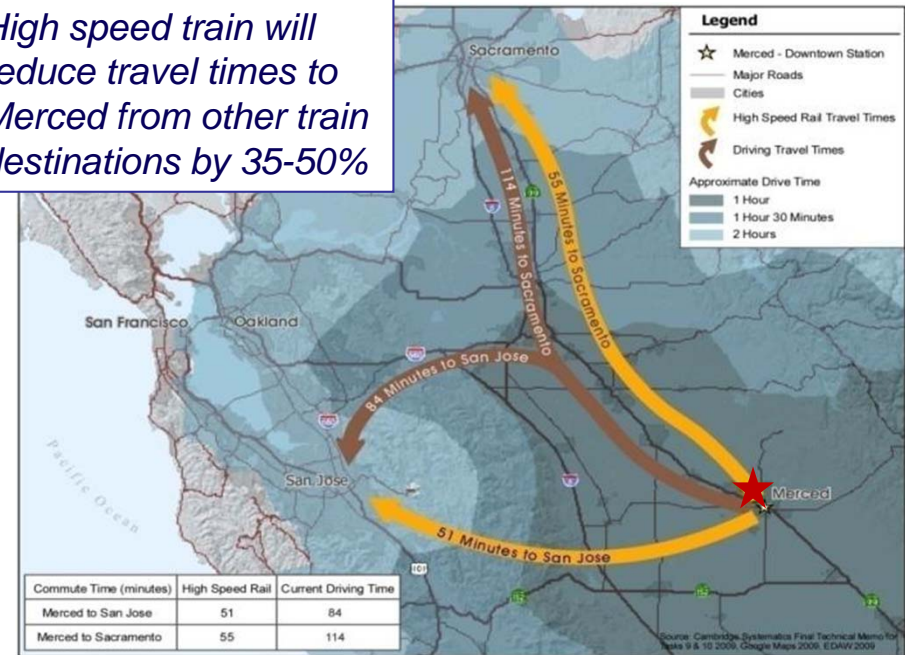 High speed train will
reduce travel times to
Merced from other train
destinations by 35-50%
Legend
Merced - Downtown Station
Major Roads
Cities
High Speed Rail Travel Times
Driving Travel Times
Approximate Drive Time
1 Hour
1 Hour 30 Minutes
2 Hours
Sacramento
114 Minutes to Sacramento
55 Minutes to Sacramento
San Francisco
Oakland
84 Minutes to San Jose
San Jose
Merced
51 Minutes to San Jose
Pacific Ocean
101
Commute Time (minutes) High Speed Rail Current Driving Time
Merced to San Jose 51 84
Merced to Sacramento 55 114
Source: Cambridge Systematics Final Technical Memo for
Tasks 9 & 10 2009, Google Maps 2009, EDAW 2009